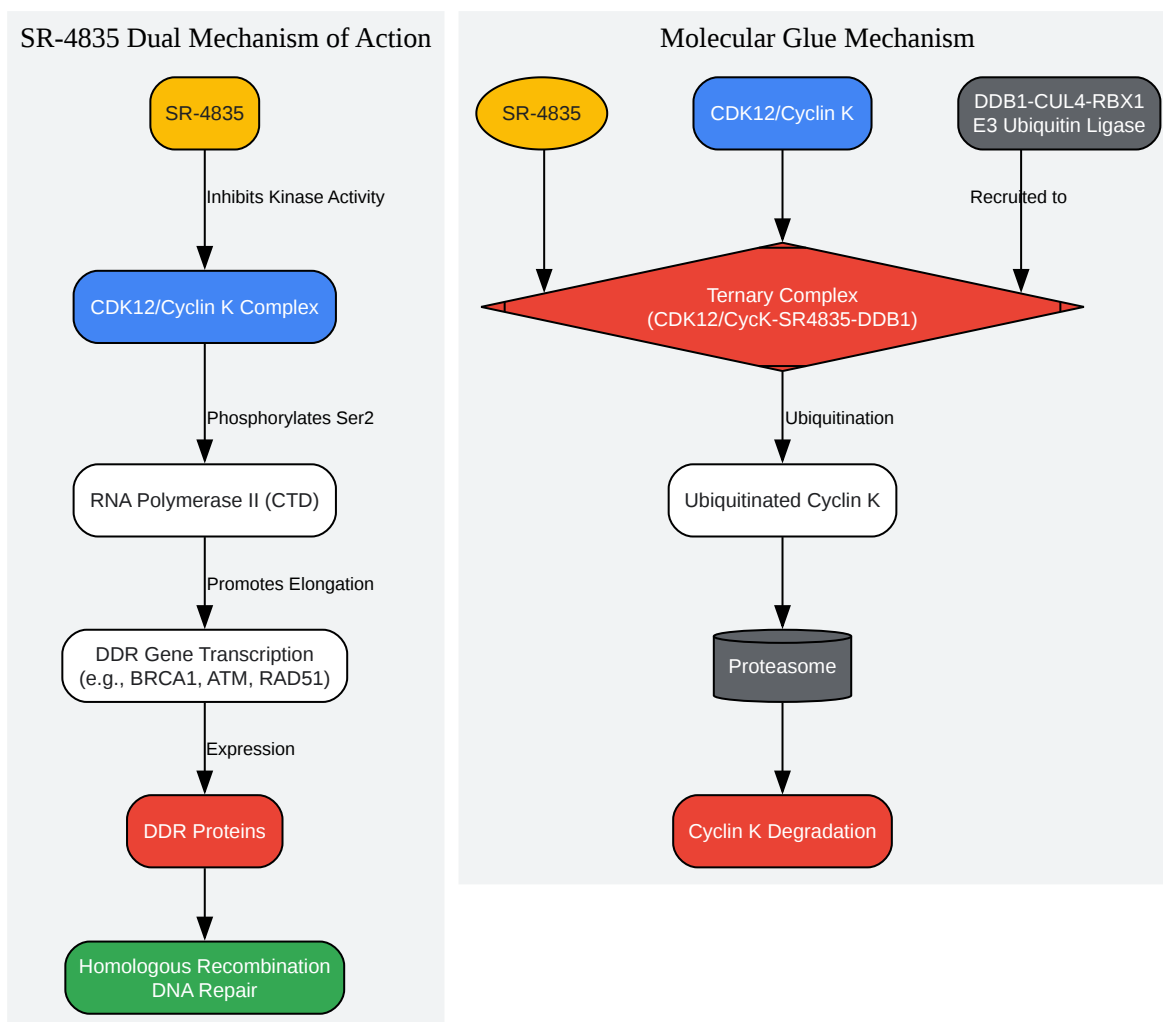 SR-4835 Dual Mechanism of Action
SR-4835
Inhibits Kinase Activity
CDK12/Cyclin K Complex
Phosphorylates Ser2
RNA Polymerase II (CTD)
Promotes Elongation
DDR Gene Transcription
(e.g., BRCA1, ATM, RAD51)
Expression
DDR Proteins
Homologous Recombination
DNA Repair
Molecular Glue Mechanism
SR-4835
CDK12/Cyclin K
DDB1-CUL4-RBX1
E3 Ubiquitin Ligase
Recruited to
Ternary Complex
(CDK12/CycK-SR4835-DDB1)
Ubiquitination
Ubiquitinated Cyclin K
Proteasome
Cyclin K Degradation